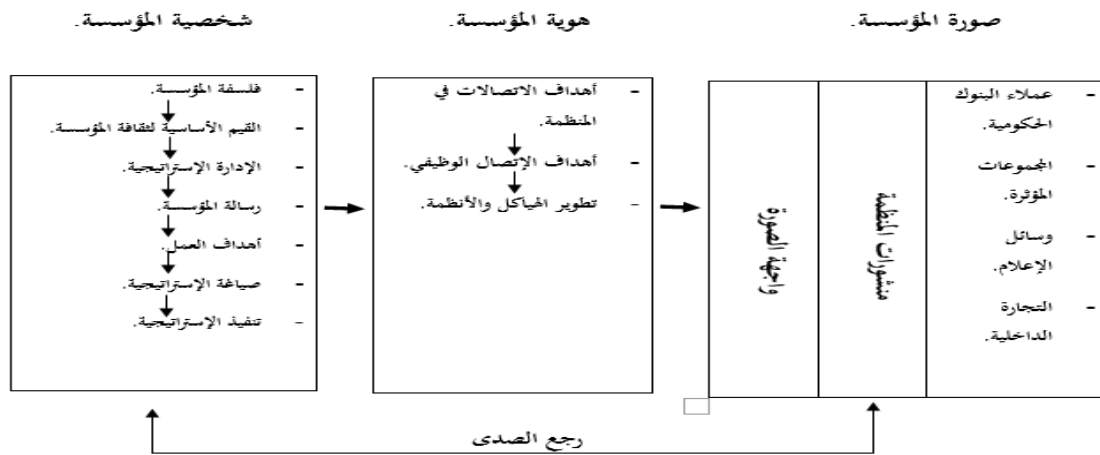 شخصية المؤسسة.
هوية المؤسسة.
صورة المؤسسة.
- فلسفة المؤسسة.
- القيم الأساسية لثقافة المؤسسة.
- الإدارة الإستراتيجية.
- رسالة المؤسسة.
- أهداف العمل.
- صياغة الإستراتيجية.
- تنفيذ الإستراتيجية.
- أهداف الاتصالات في
المنظمة.
- أهداف الإتصال الوظيفي.
- تطوير الهياكل والأنظمة.
واجهة الصورة
منشورات المنظمة
- عملاء البنوك
الحكومية.
- المجموعات
المؤثرة.
- وسائل
الإعلام.
- التجارة
الداخلية.
رجع الصدى